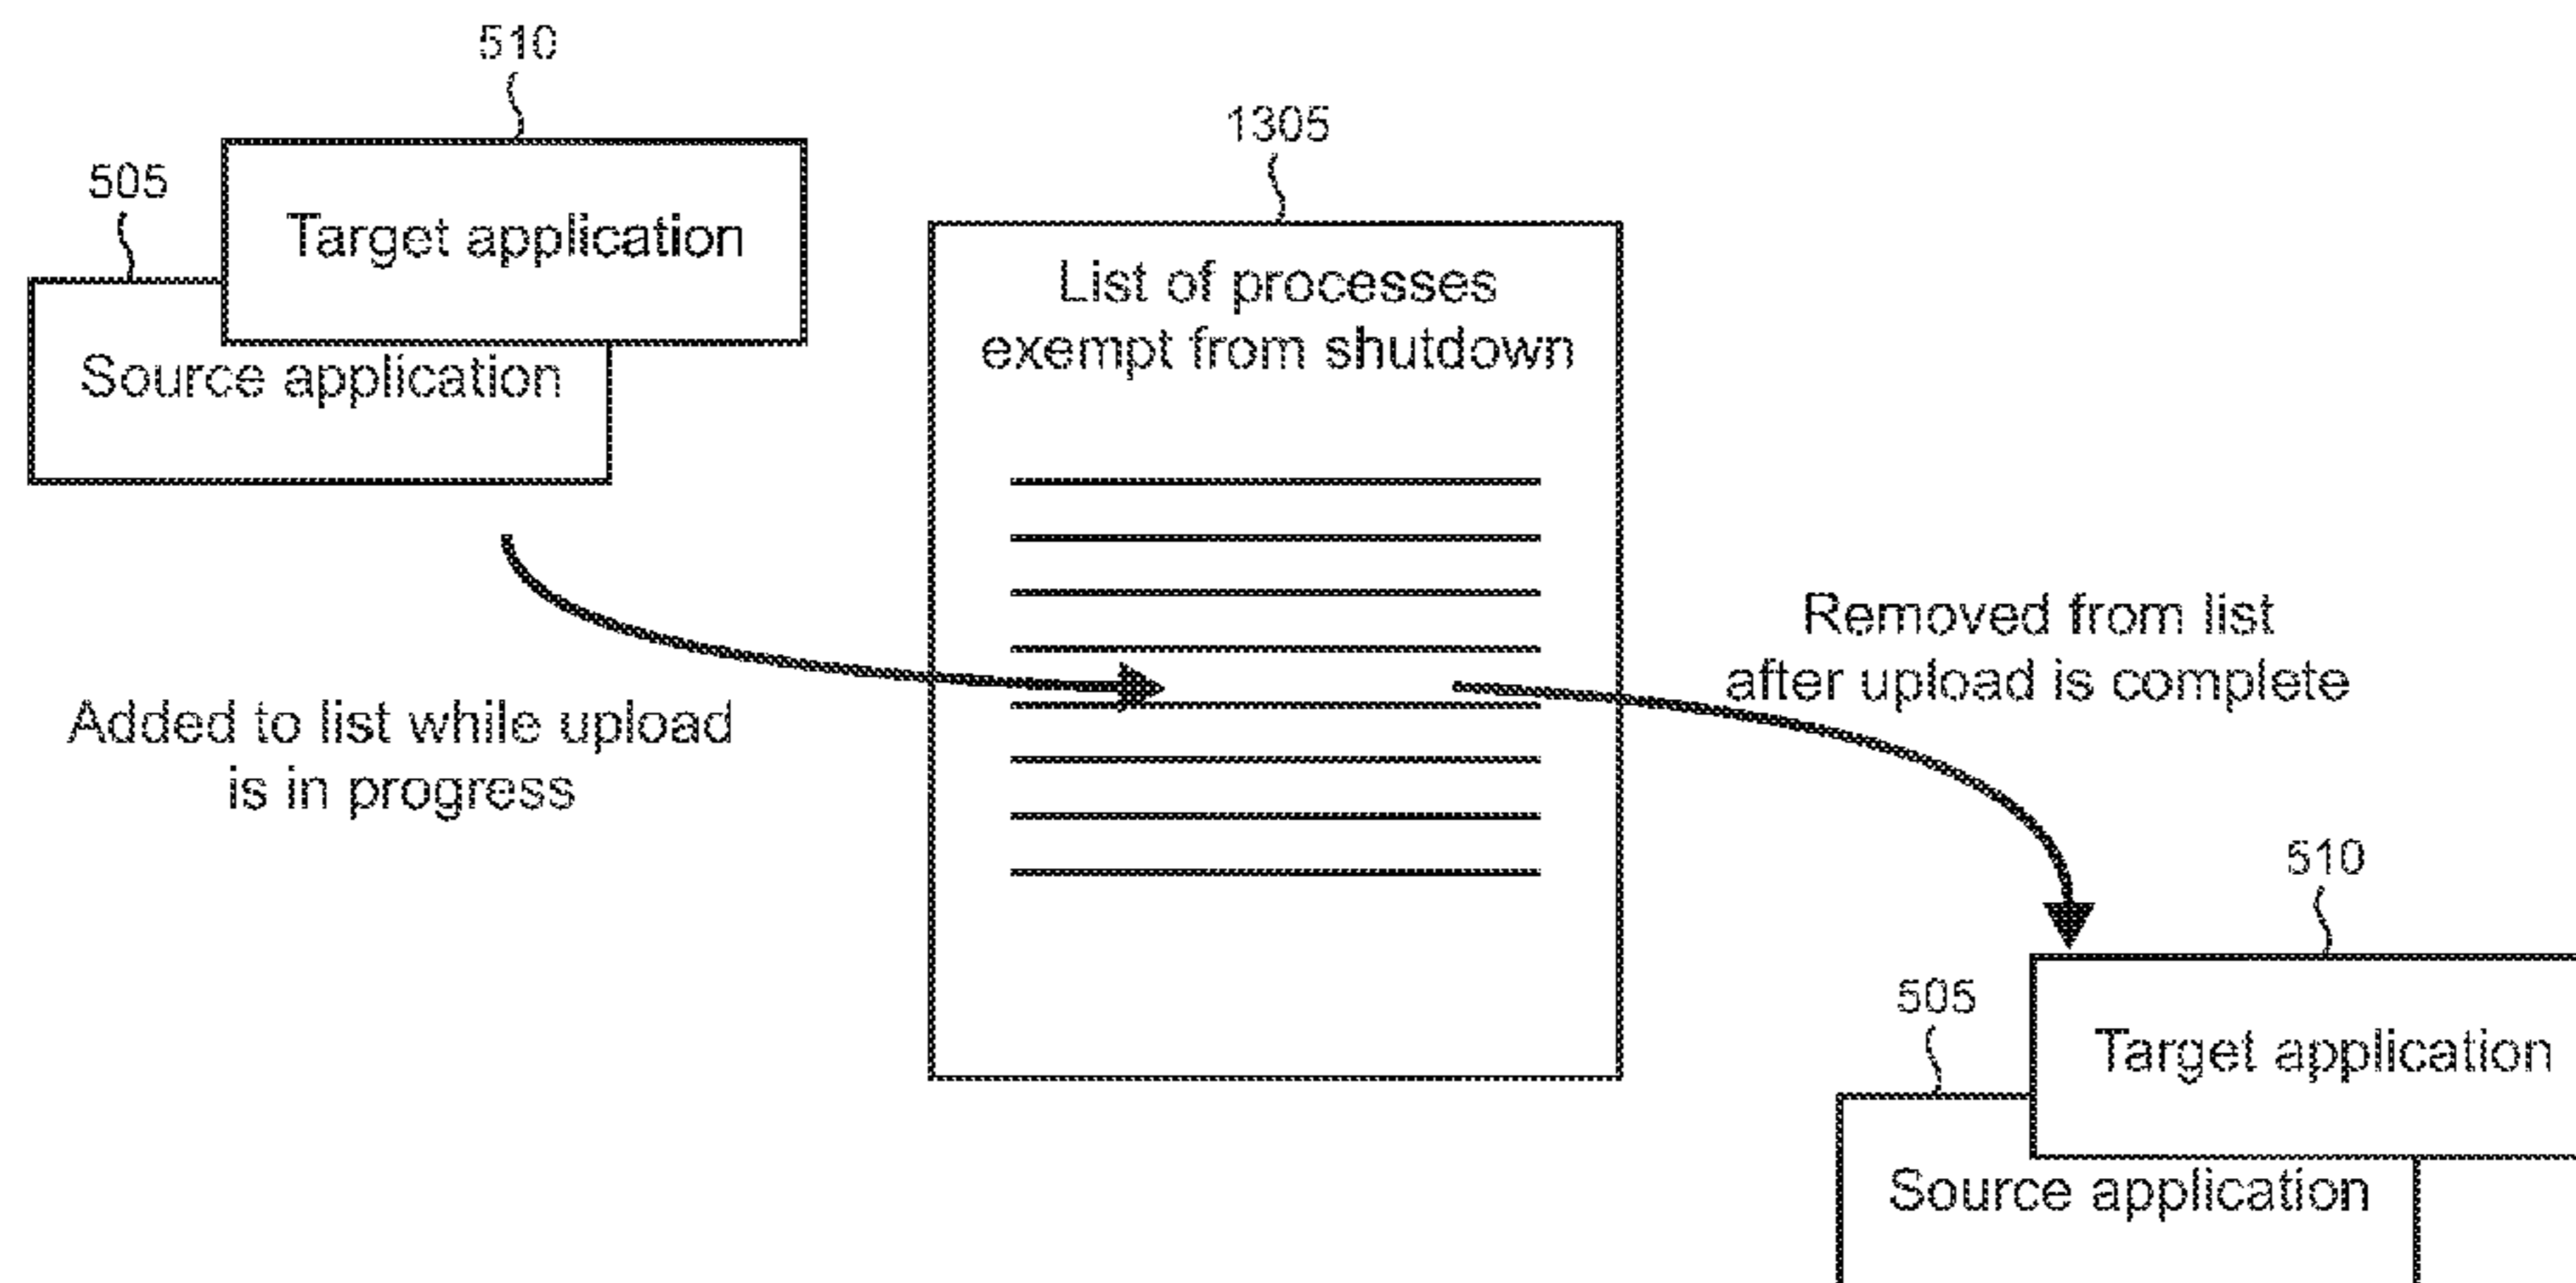 510
505
Target application
Source application
1305
List of processes
exempt from shutdown
Added to list while upload
is in progress
Removed from list
after upload is complete
510
505
Target application
Source application